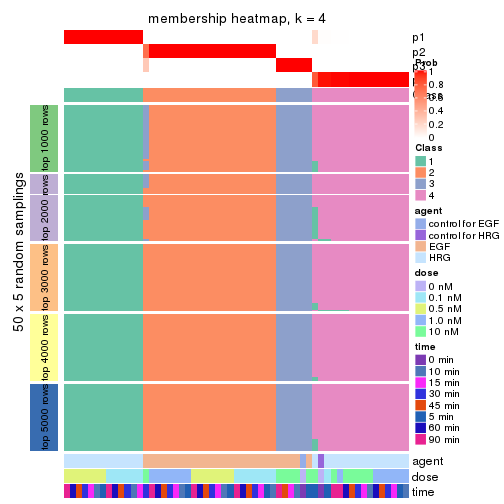 membership heatmap, k = 4
p1
p2
p3
Prob
1
0.8
0.6
0.4
0.2
0
Class
1
2
3
4
agent
control for EGF
control for HRG
EGF
HRG
dose
0 nM
0.1 nM
0.5 nM
1.0 nM
10 nM
time
0 min
10 min
15 min
30 min
45 min
5 min
60 min
90 min
50 x 5 random samplings
top 1000 rows
top 2000 rows
top 3000 rows
top 4000 rows
top 5000 rows
agent
dose
time